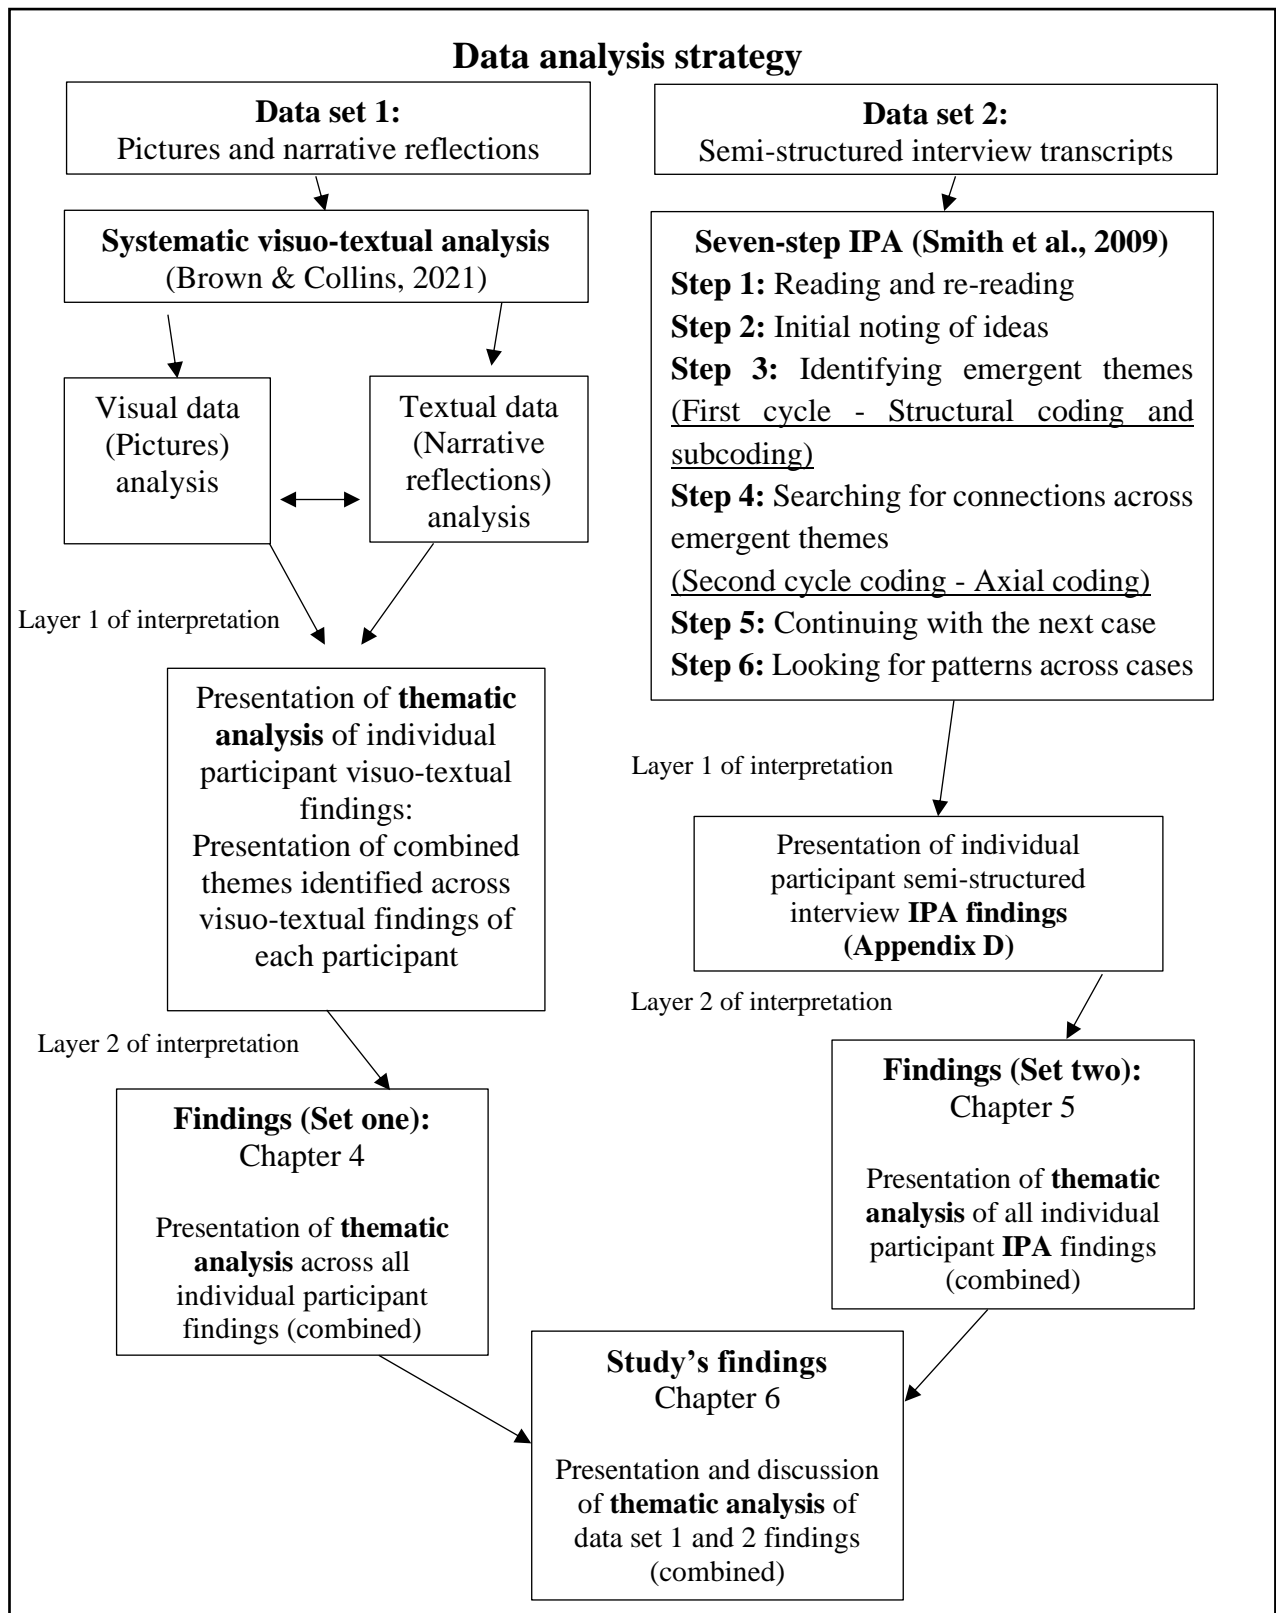 Data analysis strategy
Data set 1:
Pictures and narrative reflections
Systematic visuo-textual analysis
(Brown & Collins, 2021)
Visual data
(Pictures)
analysis
Textual data
(Narrative
reflections)
analysis
Layer 1 of interpretation
Presentation of thematic
analysis of individual
participant visuo-textual
findings:
Presentation of combined
themes identified across
visuo-textual findings of
each participant
Layer 2 of interpretation
Findings (Set one):
Chapter 4
Presentation of thematic
analysis across all
individual participant
findings (combined)
Data set 2:
Semi-structured interview transcripts
Seven-step IPA (Smith et al., 2009)
Step 1: Reading and re-reading
Step 2: Initial noting of ideas
Step 3: Identifying emergent themes
(First cycle - Structural coding and
subcoding)
Step 4: Searching for connections across
emergent themes
(Second cycle coding - Axial coding)
Step 5: Continuing with the next case
Step 6: Looking for patterns across cases
Layer 1 of interpretation
Presentation of individual
participant semi-structured
interview IPA findings
(Appendix D)
Layer 2 of interpretation
Findings (Set two):
Chapter 5
Presentation of thematic
analysis of all individual
participant IPA findings
(combined)
Study’s findings
Chapter 6
Presentation and discussion
of thematic analysis of
data set 1 and 2 findings
(combined)